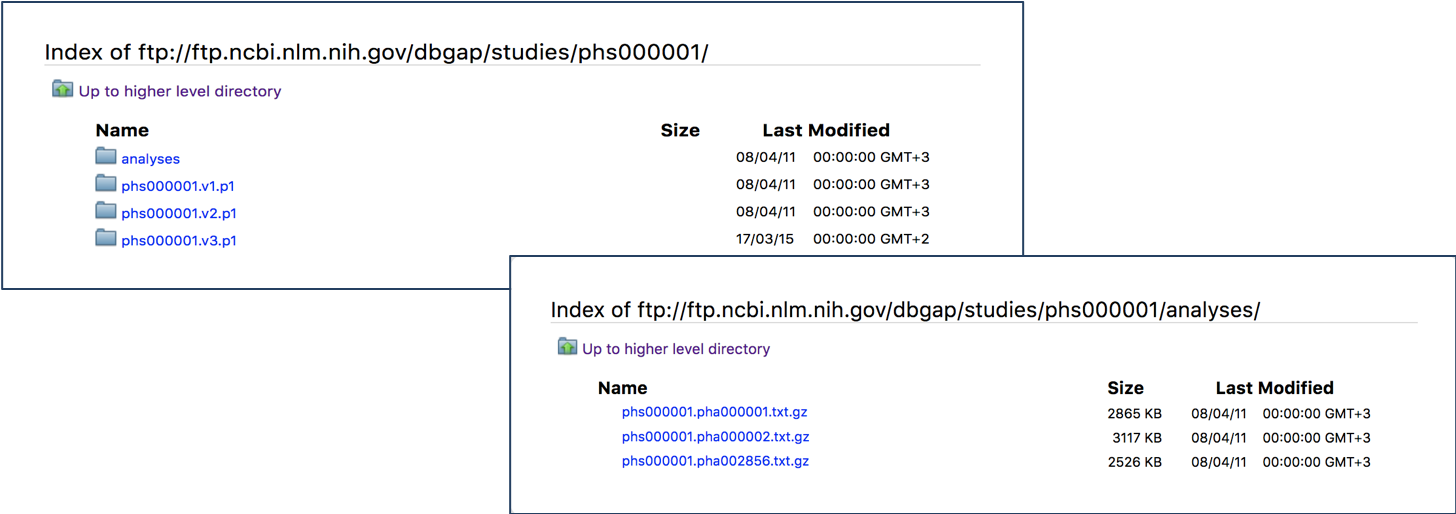 Index of ftp://ftp.ncbi.nlm.nih.gov/dbgap/studies/phs000001/
Up to higher level directory
Name Size Last Modified
analyses 08/04/11 00:00:00 GMT+3
phs000001.v1.p1 08/04/11 00:00:00 GMT+3
phs000001.v2.p1 08/04/11 00:00:00 GMT+3
phs000001.v3.p1 17/03/15 00:00:00 GMT+2
Index of ftp://ftp.ncbi.nlm.nih.gov/dbgap/studies/phs000001/analyses/
Up to higher level directory
Name Size Last Modified
phs000001.pha000001.txt.gz 2865 KB 08/04/11 00:00:00 GMT+3
phs000001.pha000002.txt.gz 3117 KB 08/04/11 00:00:00 GMT+3
phs000001.pha002856.txt.gz 2526 KB 08/04/11 00:00:00 GMT+3